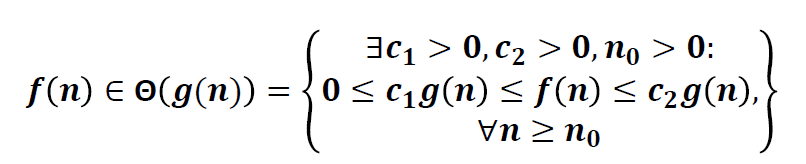 ∃c₁ > 0, c₂ > 0, n₀ > 0:
f(n) ∈ Θ(g(n)) = { 0 ≤ c₁g(n) ≤ f(n) ≤ c₂g(n), }
∀n ≥ n₀